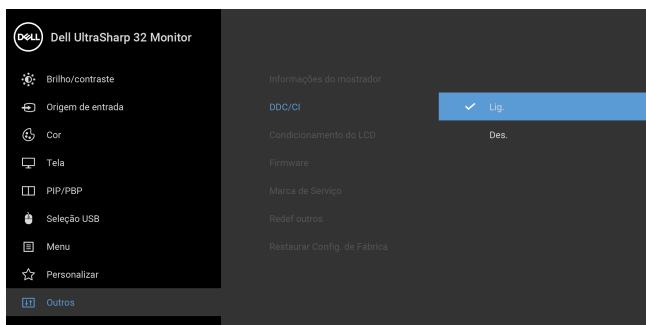 DELL Dell UltraSharp 32 Monitor
Brilho/contraste
Origem de entrada
Cor
Tela
PIP/PBP
Seleção USB
Menu
Personalizar
Outros
Informações do mostrador
DDC/CI
Condicionamento do LCD
Firmware
Marca de Serviço
Redef outros
Restaurar Config. de Fábrica
Lig.
Des.